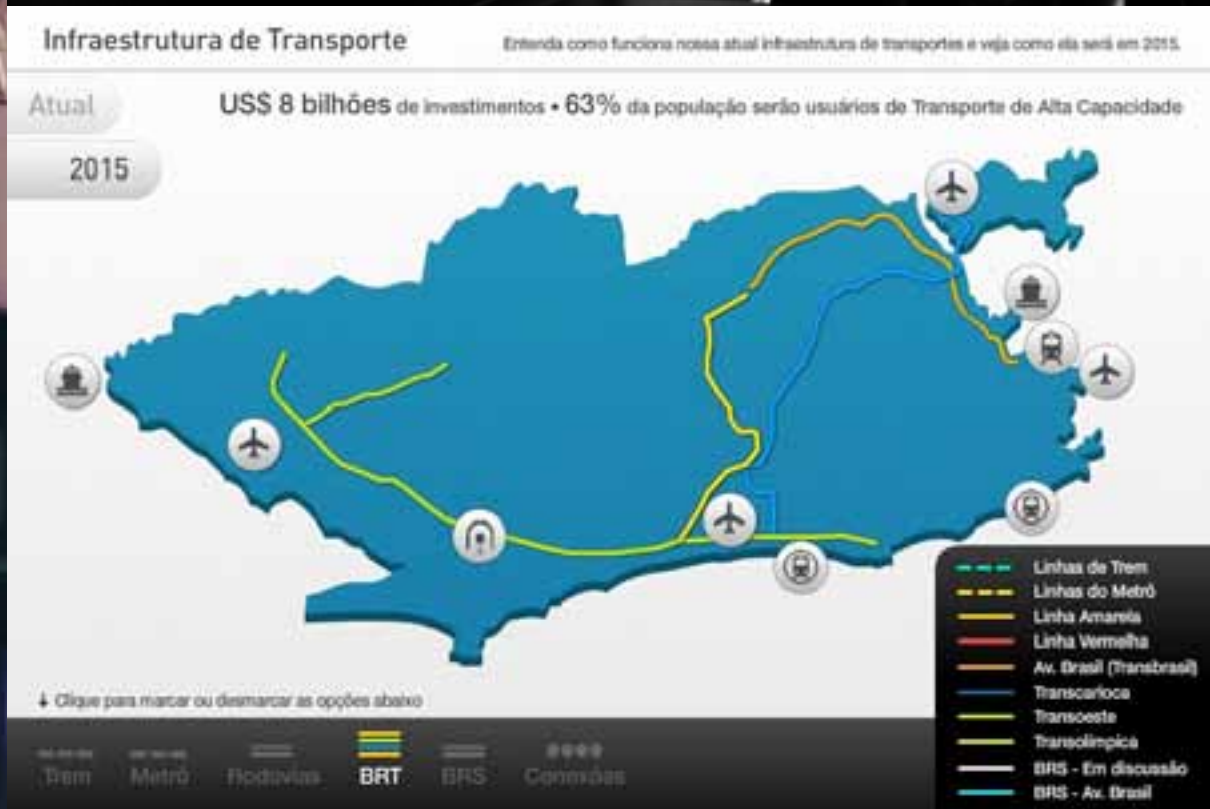 Infraestrutura de Transporte
Entenda como funciona nossa atual infraestrutura de transportes e veja como ela será em 2015.
Atual
US$ 8 bilhões de investimentos • 63% da população serão usuários de Transporte de Alta Capacidade
2015
Linhas de Trem
Linhas do Metrô
Linha Amarela
Linha Vermelha
Av. Brasil (Transbrasil)
Transcarioca
Transoeste
Transolímpica
BRS - Em discussão
BRS - Av. Brasil
↓ Clique para marcar ou desmarcar as opções abaixo
Trem Metrô Rodovias BRT BRS Conexões